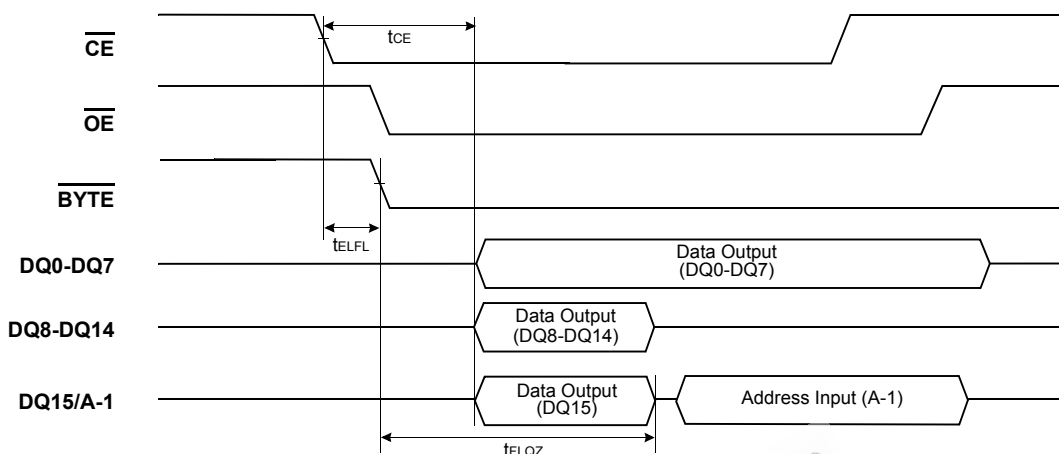 tCE
CE
OE
BYTE
tELFL
DQ0-DQ7
Data Output
(DQ0-DQ7)
DQ8-DQ14
Data Output
(DQ8-DQ14)
DQ15/A-1
Data Output
(DQ15)
Address Input (A-1)